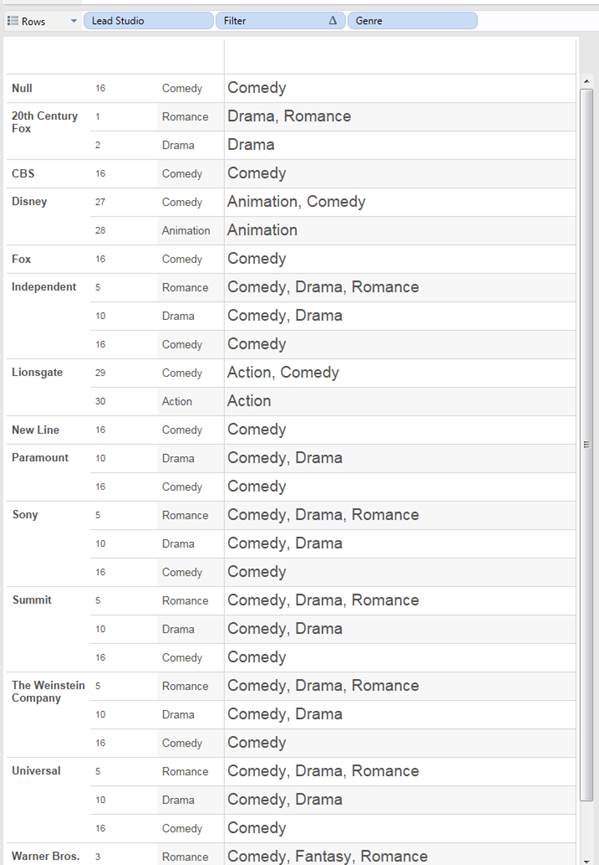 Rows Lead Studio Filter Δ Genre
Null 16 Comedy Comedy
20th Century Fox 1 Romance Drama, Romance
2 Drama Drama
CBS 16 Comedy Comedy
Disney 27 Comedy Animation, Comedy
28 Animation Animation
Fox 16 Comedy Comedy
Independent 5 Romance Comedy, Drama, Romance
10 Drama Comedy, Drama
16 Comedy Comedy
Lionsgate 29 Comedy Action, Comedy
30 Action Action
New Line 16 Comedy Comedy
Paramount 10 Drama Comedy, Drama
16 Comedy Comedy
Sony 5 Romance Comedy, Drama, Romance
10 Drama Comedy, Drama
16 Comedy Comedy
Summit 5 Romance Comedy, Drama, Romance
10 Drama Comedy, Drama
16 Comedy Comedy
The Weinstein Company 5 Romance Comedy, Drama, Romance
10 Drama Comedy, Drama
16 Comedy Comedy
Universal 5 Romance Comedy, Drama, Romance
10 Drama Comedy, Drama
16 Comedy Comedy
Warner Bros. 3 Romance Comedy, Fantasy, Romance